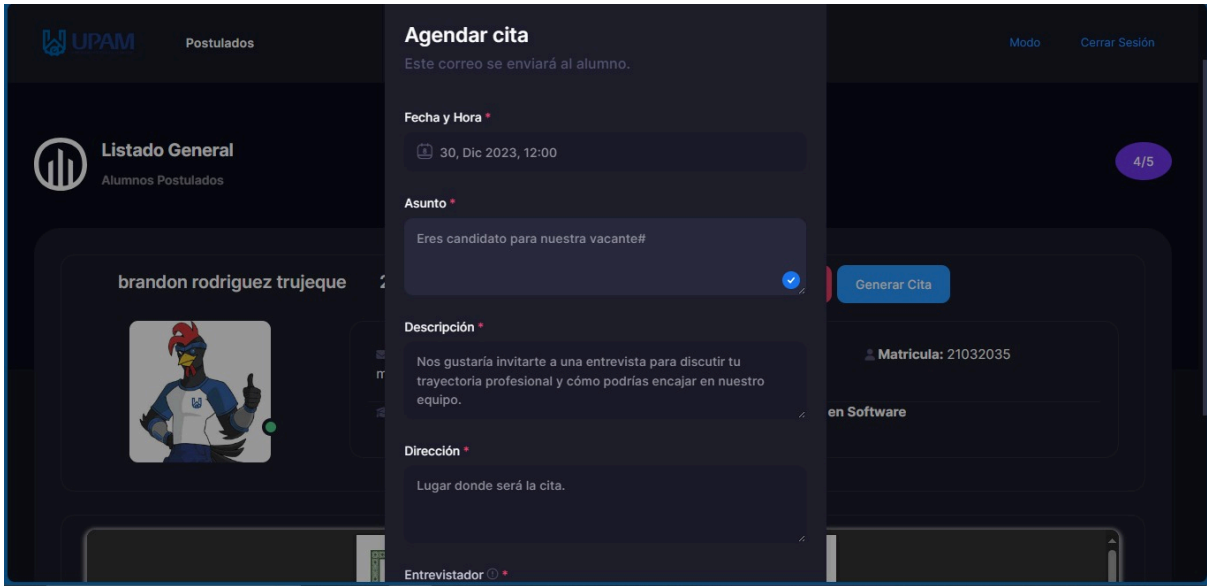 UPAM
Postulados
Modo
Cerrar Sesión
Listado General
Alumnos Postulados
4/5
brandon rodriguez trujeque
Generar Cita
Matricula: 21032035
en Software
Agendar cita
Este correo se enviará al alumno.
Fecha y Hora *
30, Dic 2023, 12:00
Asunto *
Eres candidato para nuestra vacante#
Descripción *
Nos gustaría invitarte a una entrevista para discutir tu
trayectoria profesional y cómo podrías encajar en nuestro
equipo.
Dirección *
Lugar donde será la cita.
Entrevistador *